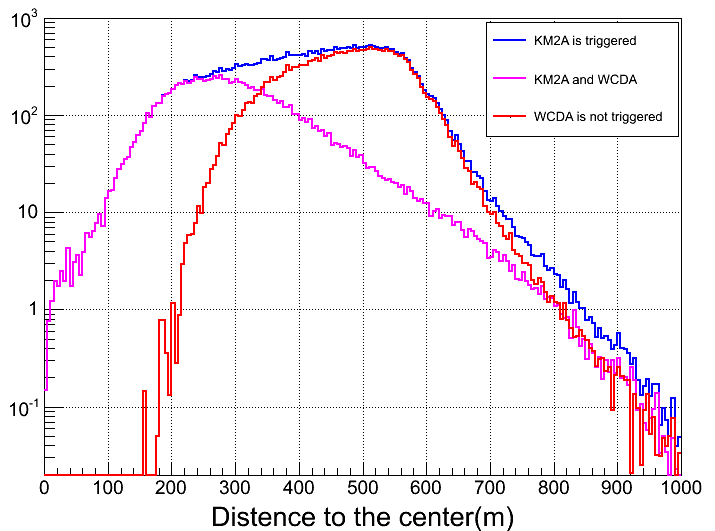 10³
KM2A is triggered
KM2A and WCDA
10²
WCDA is not triggered
10
1
10⁻¹
0 100 200 300 400 500 600 700 800 900 1000
Distence to the center(m)